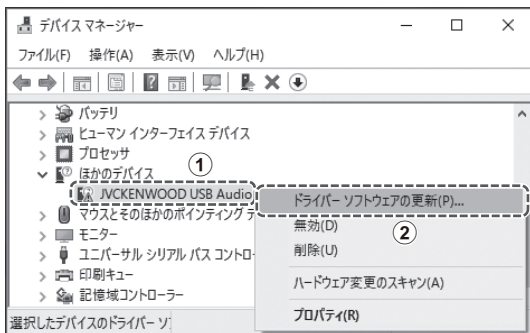 デバイス マネージャー
ファイル(F) 操作(A) 表示(V) ヘルプ(H)
バッテリ
ヒューマン インターフェイス デバイス
プロセッサ
ほかのデバイス
①
JVCKENWOOD USB Audio
ドライバー ソフトウェアの更新(P)...
マウスとそのほかのポインティング デ
無効(D)
②
モニター
削除(U)
ユニバーサル シリアル バス コントロー
印刷キュー
ハードウェア変更のスキャン(A)
記憶域コントローラー
プロパティ(R)
選択したデバイスのドライバー ソ